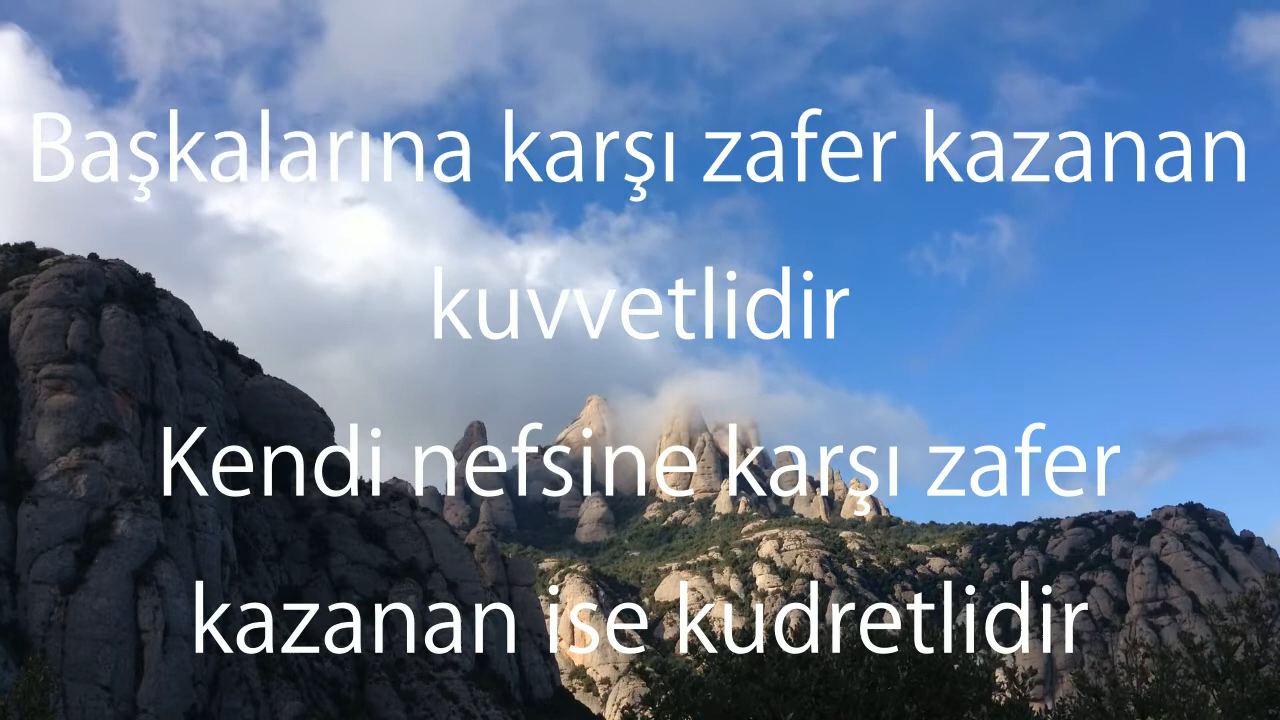 Başkalarına karşı zafer kazanan
kuvvetlidir
Kendi nefsine karşı zafer
kazanan ise kudretlidir